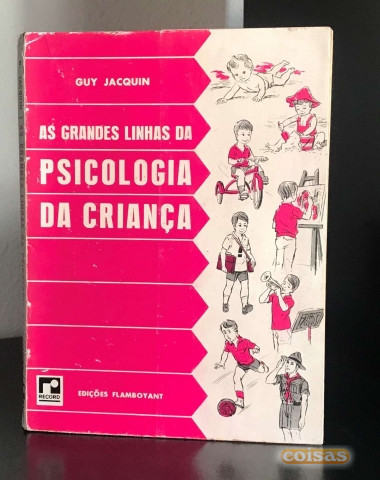 GUY JACQUIN
AS GRANDES LINHAS DA
PSICOLOGIA
DA CRIANÇA
r
RECORD
EDIÇÕES FLAMBOYANT
coisas